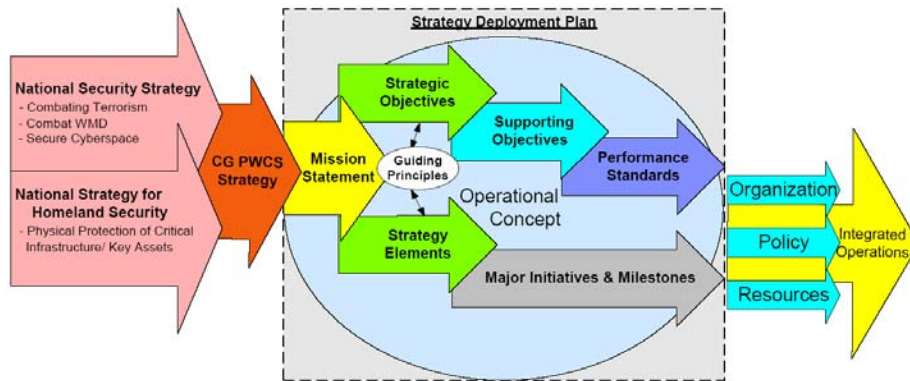 Strategy Deployment Plan
National Security Strategy
- Combating Terrorism
- Combat WMD
- Secure Cyberspace
National Strategy for
Homeland Security
- Physical Protection of Critical
Infrastructure/ Key Assets
CG PWCS
Strategy
Mission
Statement
Strategic
Objectives
Guiding
Principles
Strategy
Elements
Supporting
Objectives
Operational
Concept
Performance
Standards
Major Initiatives & Milestones
Organization
Policy
Resources
Integrated
Operations